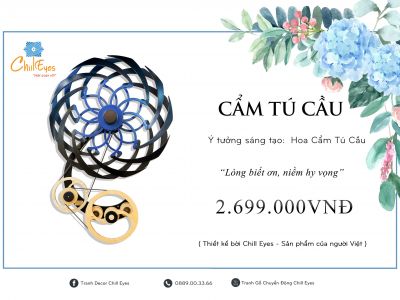 Chill Eyes
CẨM TÚ CẦU
Ý tưởng sáng tạo: Hoa Cẩm Tú Cầu
“Lòng biết ơn, niềm hy vọng”
2.699.000VNĐ
( Thiết kế bởi Chill Eyes - Sản phẩm của người Việt )
Tranh Decor Chill Eyes
0889.00.33.66
Tranh Gỗ Chuyển Động Chill Eyes